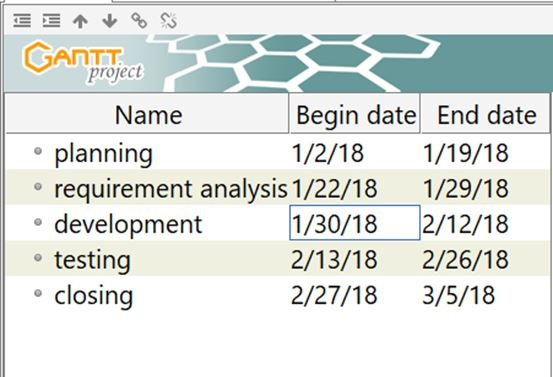 GANTT
project
Name Begin date End date
planning 1/2/18 1/19/18
requirement analysis 1/22/18 1/29/18
development 1/30/18 2/12/18
testing 2/13/18 2/26/18
closing 2/27/18 3/5/18